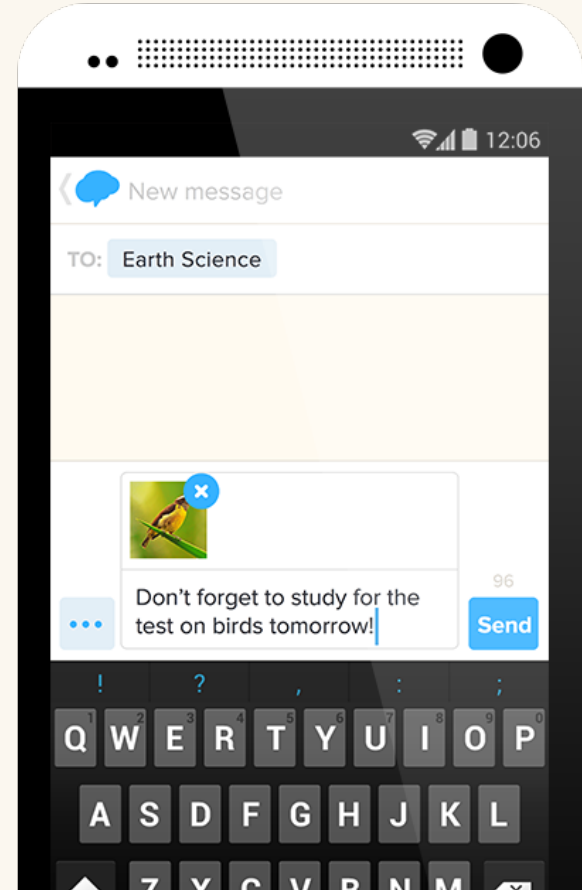 12:06
New message
TO: Earth Science
96
Don't forget to study for the
test on birds tomorrow!
Send
! ? , : ;
1 2 3 4 5 6 7 8 9 0
Q W E R T Y U I O P
A S D F G H J K L
Z X C V B N M